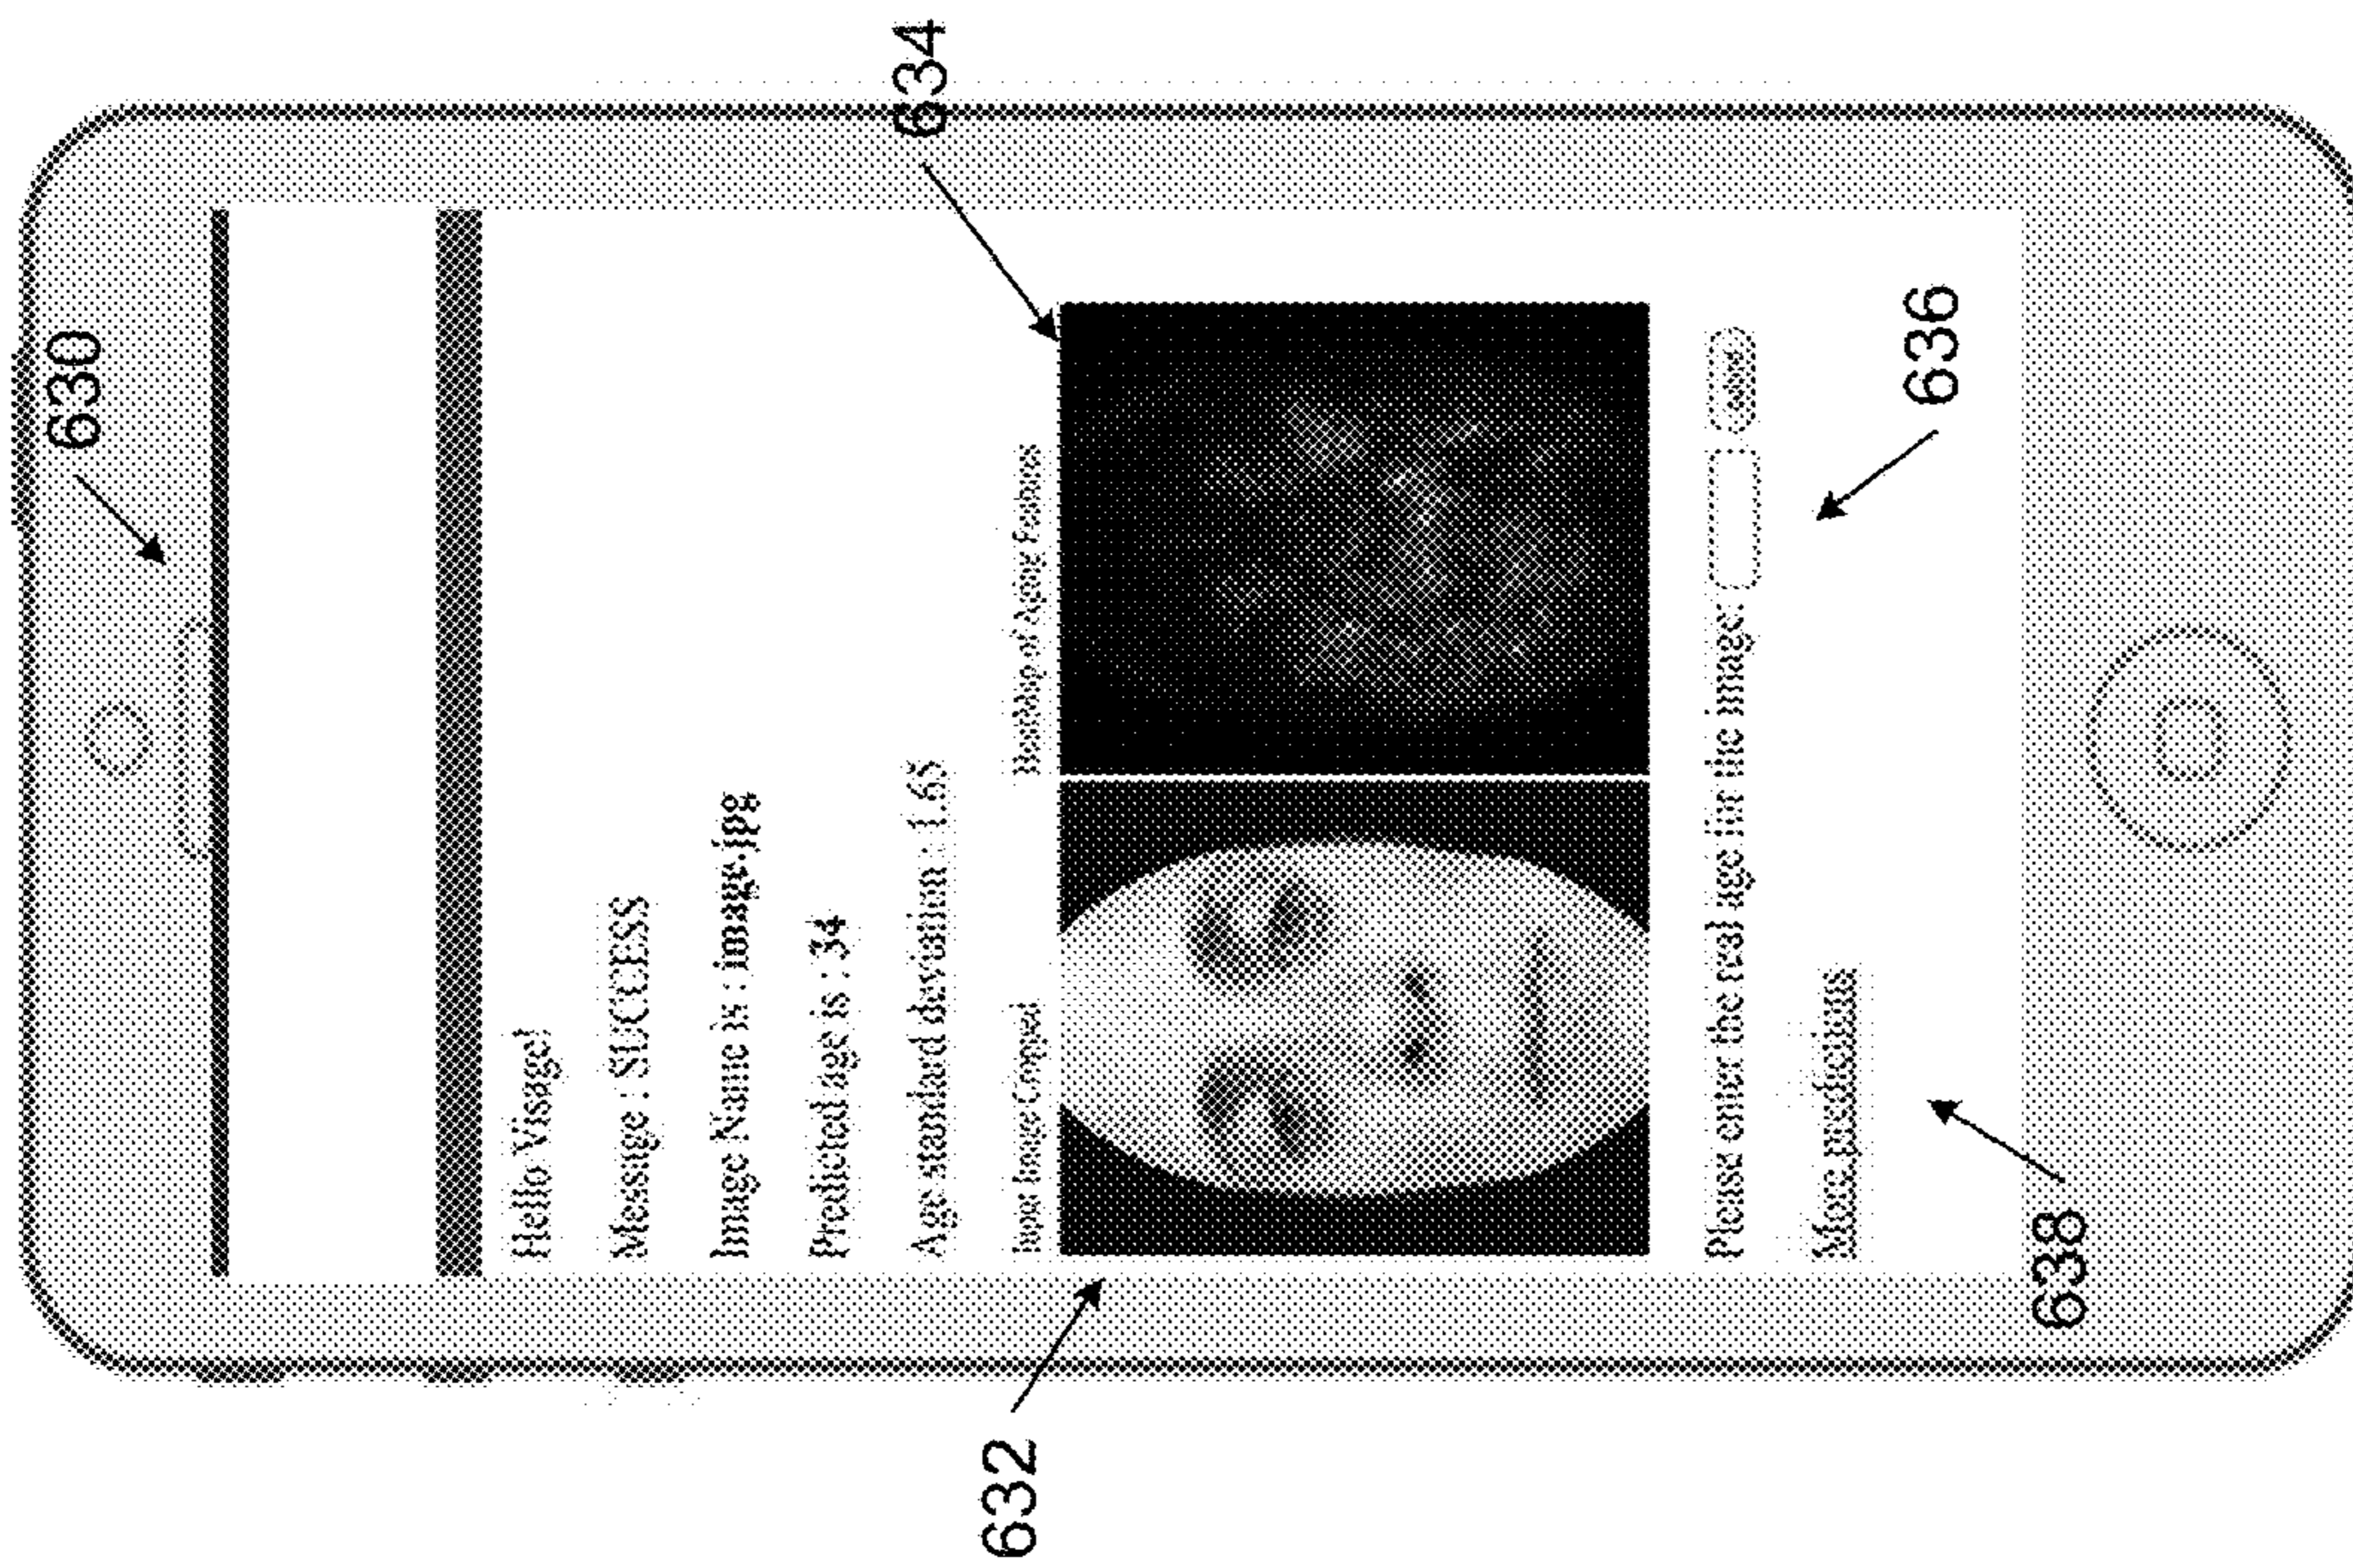 630
Hello Visage!
Message : SUCCESS
Image Name is : image.jpg
Predicted age is : 34
Age standard deviation : 1.65
634
Input Image Cropped
HeatMap of Aging Features
632
Please enter the real age for the image:
636
More predictions
638